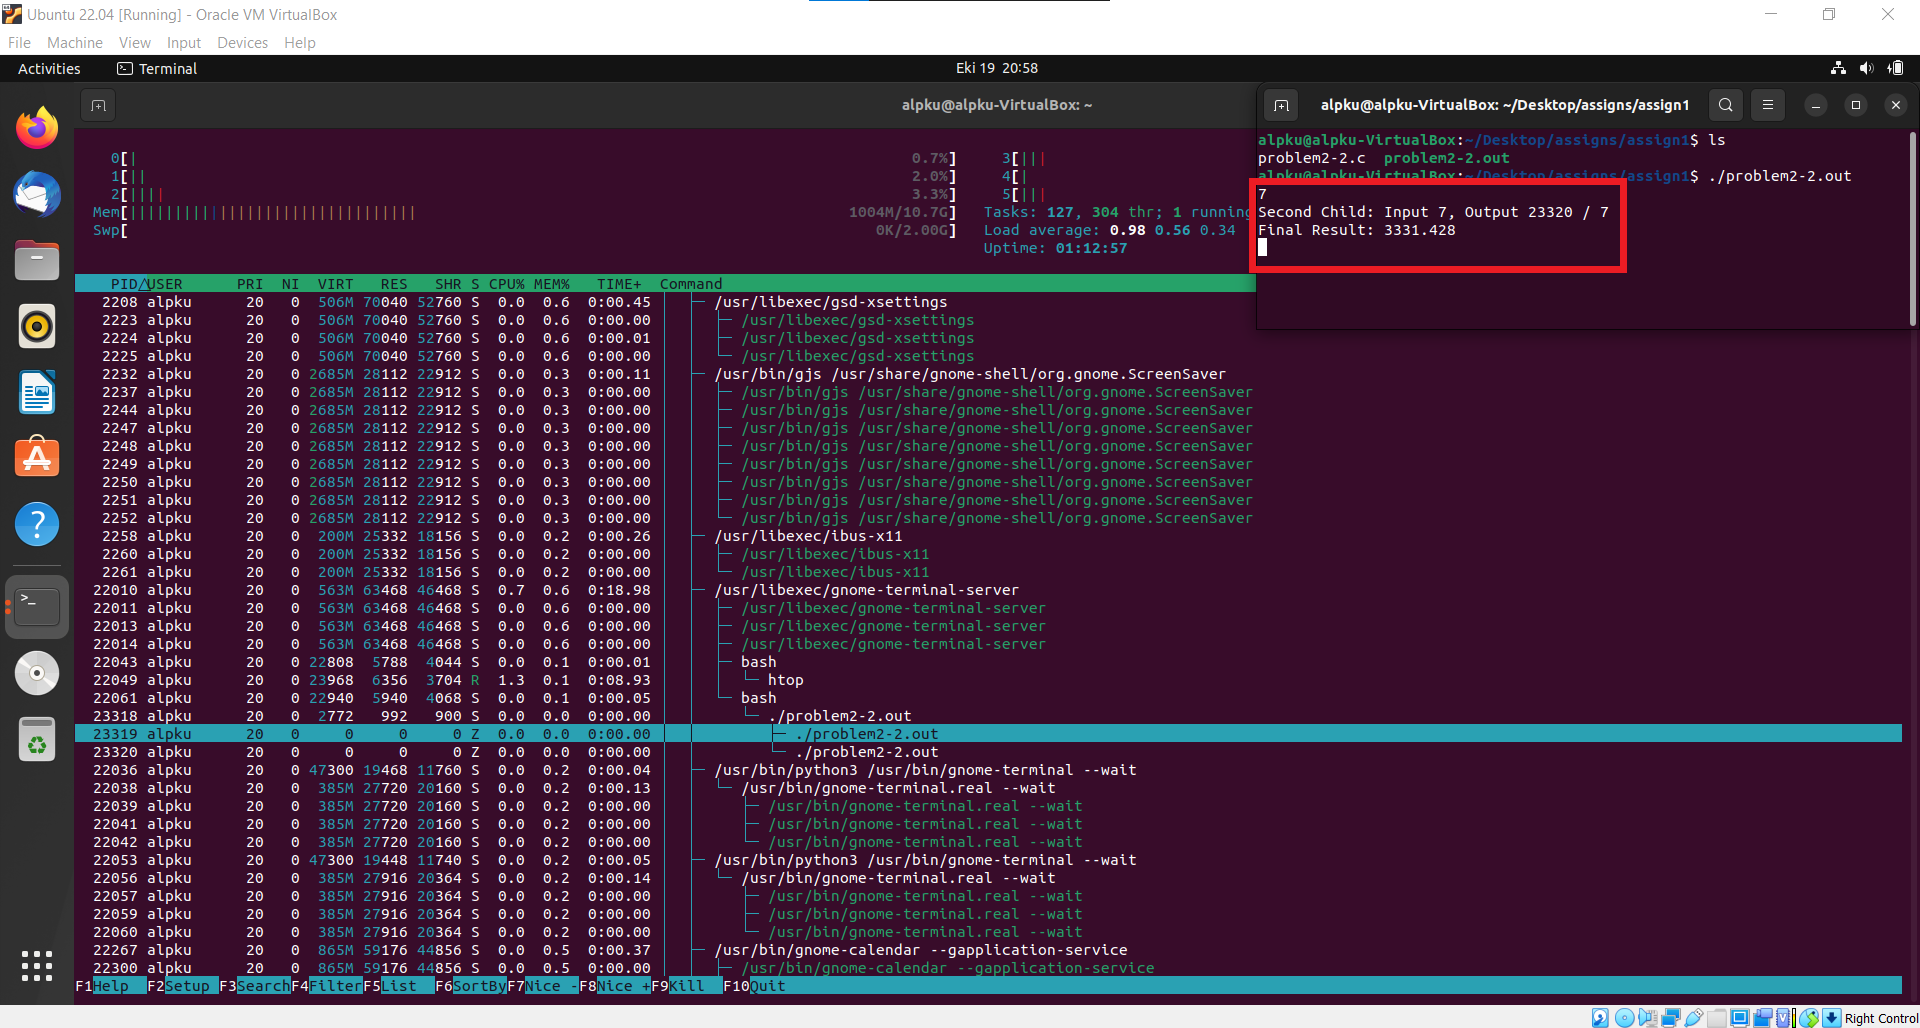 Ubuntu 22.04 [Running] - Oracle VM VirtualBox
File Machine View Input Devices Help
Activities Terminal Eki 19 20:58
alpku@alpku-VirtualBox: ~
alpku@alpku-VirtualBox: ~/Desktop/assigns/assign1
alpku@alpku-VirtualBox:~/Desktop/assigns/assign1$ ls
problem2-2.c problem2-2.out
alpku@alpku-VirtualBox:~/Desktop/assigns/assign1$ ./problem2-2.out
7
Second Child: Input 7, Output 23320 / 7
Final Result: 3331.428
0[| 0.7%] 3[|||
1[|| 2.0%] 4[|
2[|||| 3.3%] 5[|||
Mem[|||||||||||||||||||||||||||||||| 1004M/10.7G] Tasks: 127, 304 thr; 1 running
Swp[ 0K/2.00G] Load average: 0.98 0.56 0.34
Uptime: 01:12:57
PID△USER PRI NI VIRT RES SHR S CPU% MEM% TIME+ Command
2208 alpku 20 0 506M 70040 52760 S 0.0 0.6 0:00.45 /usr/libexec/gsd-xsettings
2223 alpku 20 0 506M 70040 52760 S 0.0 0.6 0:00.00 /usr/libexec/gsd-xsettings
2224 alpku 20 0 506M 70040 52760 S 0.0 0.6 0:00.01 /usr/libexec/gsd-xsettings
2225 alpku 20 0 506M 70040 52760 S 0.0 0.6 0:00.00 /usr/libexec/gsd-xsettings
2232 alpku 20 0 2685M 28112 22912 S 0.0 0.3 0:00.11 /usr/bin/gjs /usr/share/gnome-shell/org.gnome.ScreenSaver
2237 alpku 20 0 2685M 28112 22912 S 0.0 0.3 0:00.00 /usr/bin/gjs /usr/share/gnome-shell/org.gnome.ScreenSaver
2244 alpku 20 0 2685M 28112 22912 S 0.0 0.3 0:00.00 /usr/bin/gjs /usr/share/gnome-shell/org.gnome.ScreenSaver
2247 alpku 20 0 2685M 28112 22912 S 0.0 0.3 0:00.00 /usr/bin/gjs /usr/share/gnome-shell/org.gnome.ScreenSaver
2248 alpku 20 0 2685M 28112 22912 S 0.0 0.3 0:00.00 /usr/bin/gjs /usr/share/gnome-shell/org.gnome.ScreenSaver
2249 alpku 20 0 2685M 28112 22912 S 0.0 0.3 0:00.00 /usr/bin/gjs /usr/share/gnome-shell/org.gnome.ScreenSaver
2250 alpku 20 0 2685M 28112 22912 S 0.0 0.3 0:00.00 /usr/bin/gjs /usr/share/gnome-shell/org.gnome.ScreenSaver
2251 alpku 20 0 2685M 28112 22912 S 0.0 0.3 0:00.00 /usr/bin/gjs /usr/share/gnome-shell/org.gnome.ScreenSaver
2252 alpku 20 0 2685M 28112 22912 S 0.0 0.3 0:00.00 /usr/bin/gjs /usr/share/gnome-shell/org.gnome.ScreenSaver
2258 alpku 20 0 200M 25332 18156 S 0.0 0.2 0:00.26 /usr/libexec/ibus-x11
2260 alpku 20 0 200M 25332 18156 S 0.0 0.2 0:00.00 /usr/libexec/ibus-x11
2261 alpku 20 0 200M 25332 18156 S 0.0 0.2 0:00.00 /usr/libexec/ibus-x11
22010 alpku 20 0 563M 63468 46468 S 0.7 0.6 0:18.98 /usr/libexec/gnome-terminal-server
22011 alpku 20 0 563M 63468 46468 S 0.0 0.6 0:00.00 /usr/libexec/gnome-terminal-server
22013 alpku 20 0 563M 63468 46468 S 0.0 0.6 0:00.00 /usr/libexec/gnome-terminal-server
22014 alpku 20 0 563M 63468 46468 S 0.0 0.6 0:00.00 /usr/libexec/gnome-terminal-server
22043 alpku 20 0 22808 5788 4044 S 0.0 0.1 0:00.01 bash
22049 alpku 20 0 23968 6356 3704 R 1.3 0.1 0:08.93 htop
22061 alpku 20 0 22940 5940 4068 S 0.0 0.1 0:00.05 bash
23318 alpku 20 0 2772 992 900 S 0.0 0.0 0:00.00 ./problem2-2.out
23319 alpku 20 0 0 0 0 Z 0.0 0.0 0:00.00 ./problem2-2.out
23320 alpku 20 0 0 0 0 Z 0.0 0.0 0:00.00 ./problem2-2.out
22036 alpku 20 0 47300 19468 11760 S 0.0 0.2 0:00.04 /usr/bin/python3 /usr/bin/gnome-terminal --wait
22038 alpku 20 0 385M 27720 20160 S 0.0 0.2 0:00.13 /usr/bin/gnome-terminal.real --wait
22039 alpku 20 0 385M 27720 20160 S 0.0 0.2 0:00.00 /usr/bin/gnome-terminal.real --wait
22041 alpku 20 0 385M 27720 20160 S 0.0 0.2 0:00.00 /usr/bin/gnome-terminal.real --wait
22042 alpku 20 0 385M 27720 20160 S 0.0 0.2 0:00.00 /usr/bin/gnome-terminal.real --wait
22053 alpku 20 0 47300 19448 11740 S 0.0 0.2 0:00.05 /usr/bin/python3 /usr/bin/gnome-terminal --wait
22056 alpku 20 0 385M 27916 20364 S 0.0 0.2 0:00.14 /usr/bin/gnome-terminal.real --wait
22057 alpku 20 0 385M 27916 20364 S 0.0 0.2 0:00.00 /usr/bin/gnome-terminal.real --wait
22059 alpku 20 0 385M 27916 20364 S 0.0 0.2 0:00.00 /usr/bin/gnome-terminal.real --wait
22060 alpku 20 0 385M 27916 20364 S 0.0 0.2 0:00.00 /usr/bin/gnome-terminal.real --wait
22267 alpku 20 0 865M 59176 44856 S 0.0 0.5 0:00.37 /usr/bin/gnome-calendar --gapplication-service
22300 alpku 20 0 865M 59176 44856 S 0.0 0.5 0:00.00 /usr/bin/gnome-calendar --gapplication-service
F1Help F2Setup F3SearchF4FilterF5List F6SortByF7Nice -F8Nice +F9Kill F10Quit
Right Control